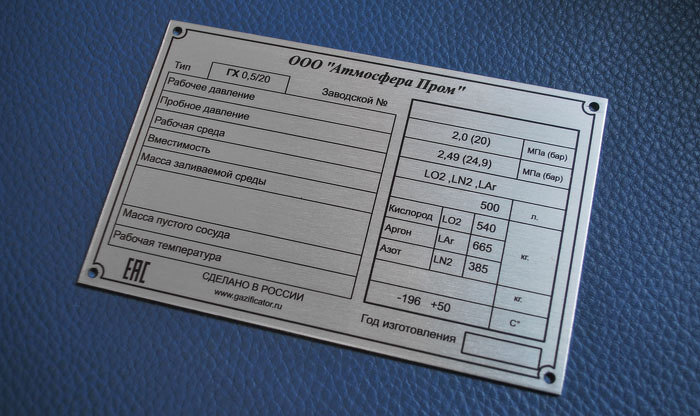 ООО "Атмосфера Пром"
Тип ГХ 0,5/20 Заводской №
Рабочее давление 2,0 (20) МПа (бар)
Пробное давление 2,49 (24,9) МПа (бар)
Рабочая среда LO2 ,LN2 ,LAr
Вместимость 500 л.
Масса заливаемой среды Кислород LO2 540 кг.
Аргон LAr 665
Азот LN2 385
Масса пустого сосуда кг.
Рабочая температура -196 +50 С°
EAC СДЕЛАНО В РОССИИ
www.gazificator.ru
Год изготовления